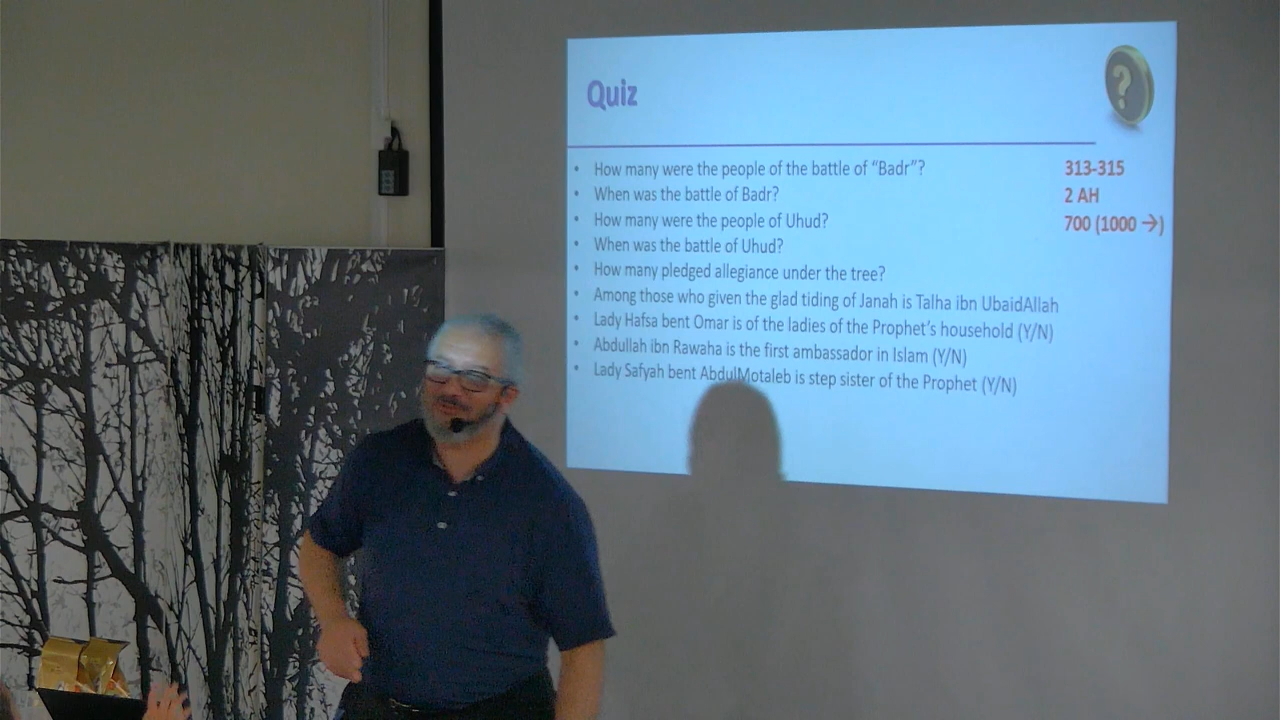 Quiz
?
• How many were the people of the battle of “Badr”? 313-315
• When was the battle of Badr? 2 AH
• How many were the people of Uhud? 700 (1000 →)
• When was the battle of Uhud?
• How many pledged allegiance under the tree?
• Among those who given the glad tiding of Janah is Talha ibn UbaidAllah
• Lady Hafsa bent Omar is of the ladies of the Prophet’s household (Y/N)
• Abdullah ibn Rawaha is the first ambassador in Islam (Y/N)
• Lady Safyah bent AbdulMotaleb is step sister of the Prophet (Y/N)